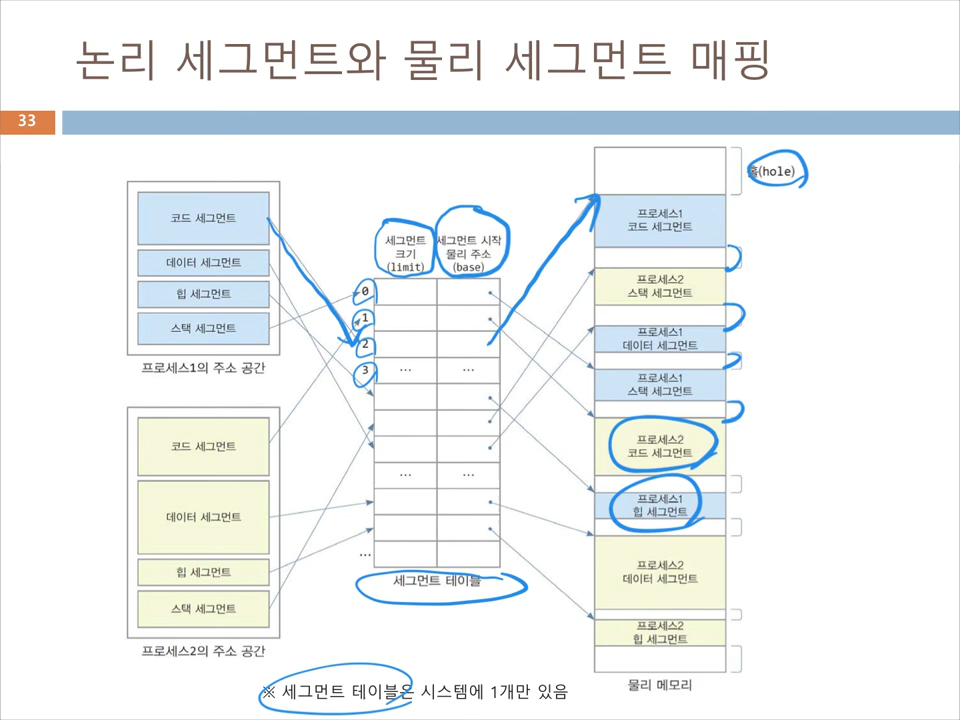 논리 세그먼트와 물리 세그먼트 매핑
33
코드 세그먼트
데이터 세그먼트
힙 세그먼트
스택 세그먼트
프로세스1의 주소 공간
코드 세그먼트
데이터 세그먼트
힙 세그먼트
스택 세그먼트
프로세스2의 주소 공간
세그먼트
크기
(limit)
세그먼트 시작
물리 주소
(base)
0
1
2
3
... ...
... ...
...
세그먼트 테이블
홀(hole)
프로세스1
코드 세그먼트
프로세스2
스택 세그먼트
프로세스1
데이터 세그먼트
프로세스1
스택 세그먼트
프로세스2
코드 세그먼트
프로세스1
힙 세그먼트
프로세스2
데이터 세그먼트
프로세스2
힙 세그먼트
물리 메모리
※ 세그먼트 테이블은 시스템에 1개만 있음